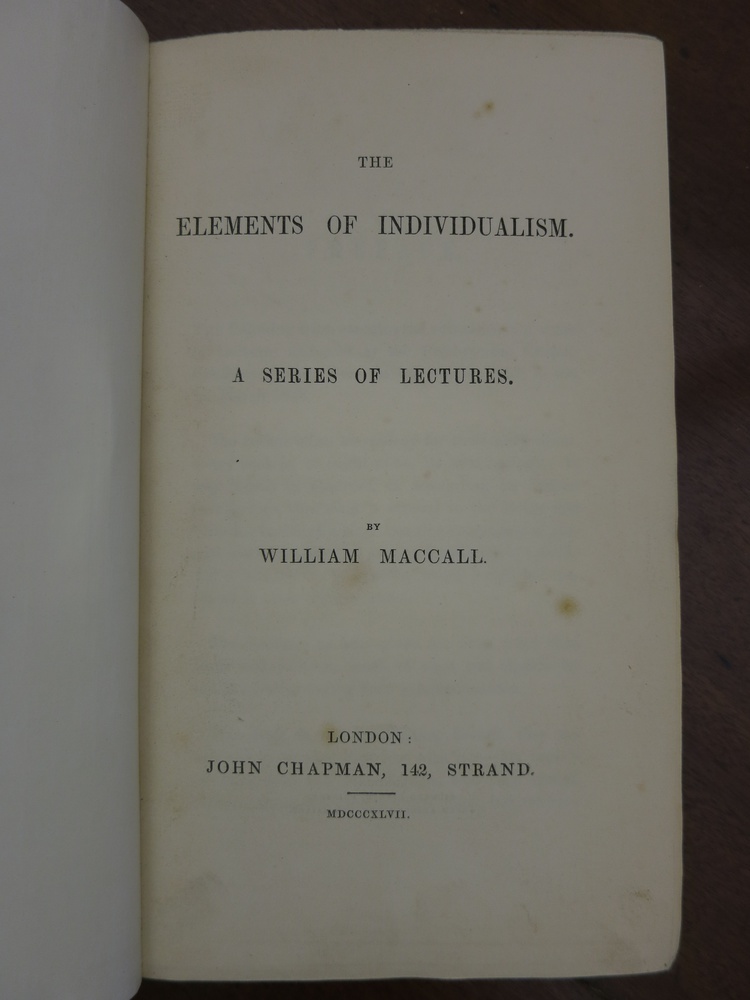 THE
ELEMENTS OF INDIVIDUALISM.
A SERIES OF LECTURES.
BY
WILLIAM MACCALL.
LONDON:
JOHN CHAPMAN, 142, STRAND.
MDCCCXLVII.